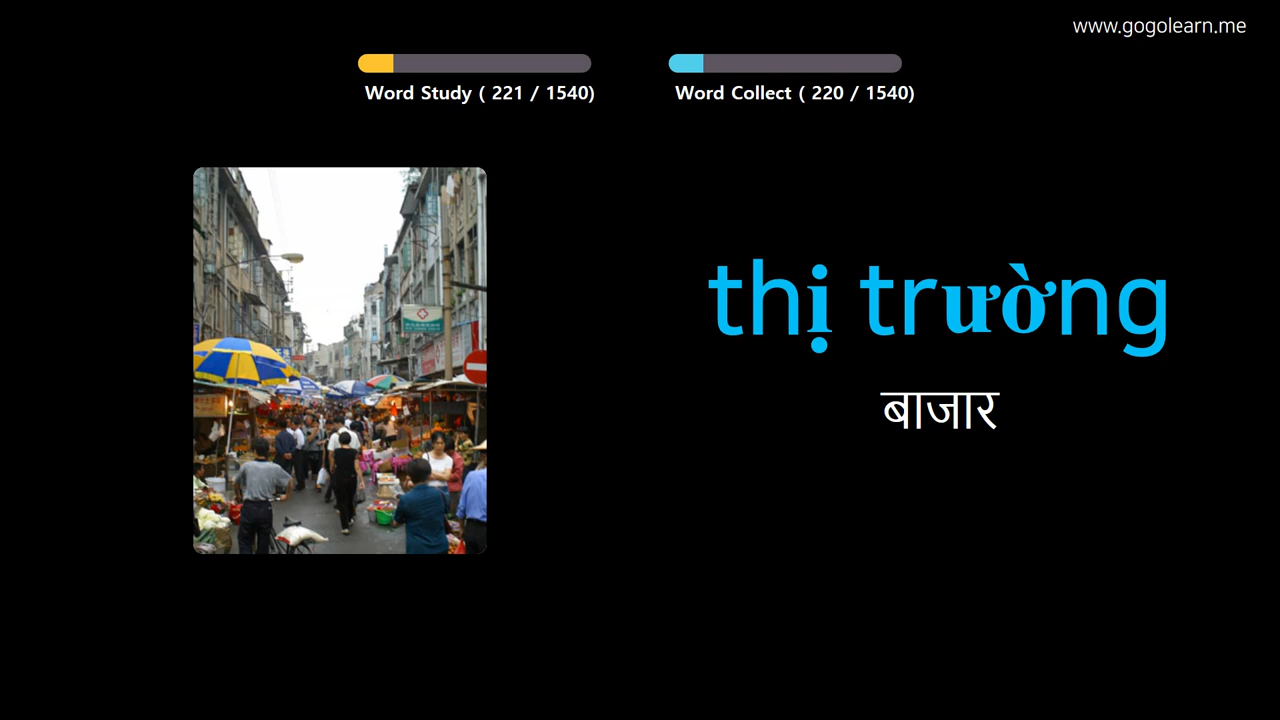 www.gogolearn.me
Word Study ( 221 / 1540)
Word Collect ( 220 / 1540)
thị trường
बाजार